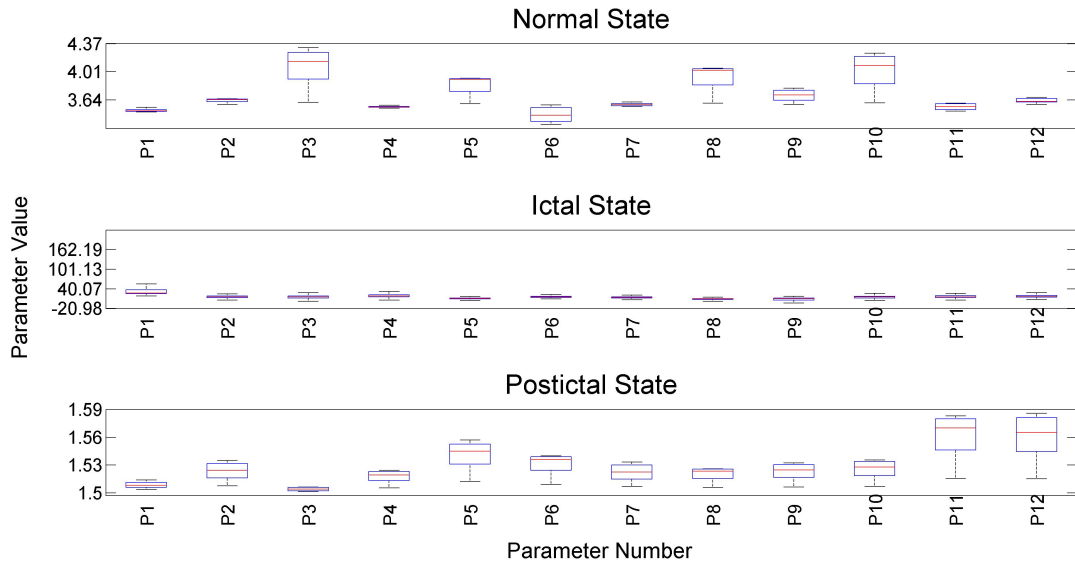 Normal State
4.37
4.01
3.64
P1 P2 P3 P4 P5 P6 P7 P8 P9 P10 P11 P12
Parameter Value
Ictal State
162.19
101.13
40.07
-20.98
P1 P2 P3 P4 P5 P6 P7 P8 P9 P10 P11 P12
Postictal State
1.59
1.56
1.53
1.5
P1 P2 P3 P4 P5 P6 P7 P8 P9 P10 P11 P12
Parameter Number